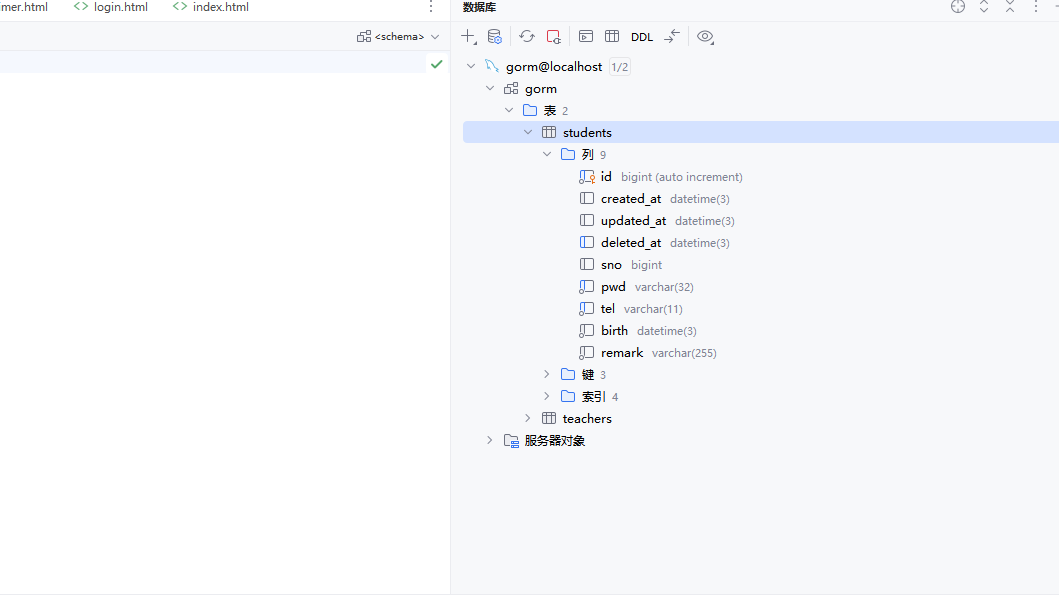 mer.html
<> login.html
<> index.html
<schema>
数据库
DDL
gorm@localhost 1/2
gorm
表 2
students
列 9
id bigint (auto increment)
created_at datetime(3)
updated_at datetime(3)
deleted_at datetime(3)
sno bigint
pwd varchar(32)
tel varchar(11)
birth datetime(3)
remark varchar(255)
键 3
索引 4
teachers
服务器对象